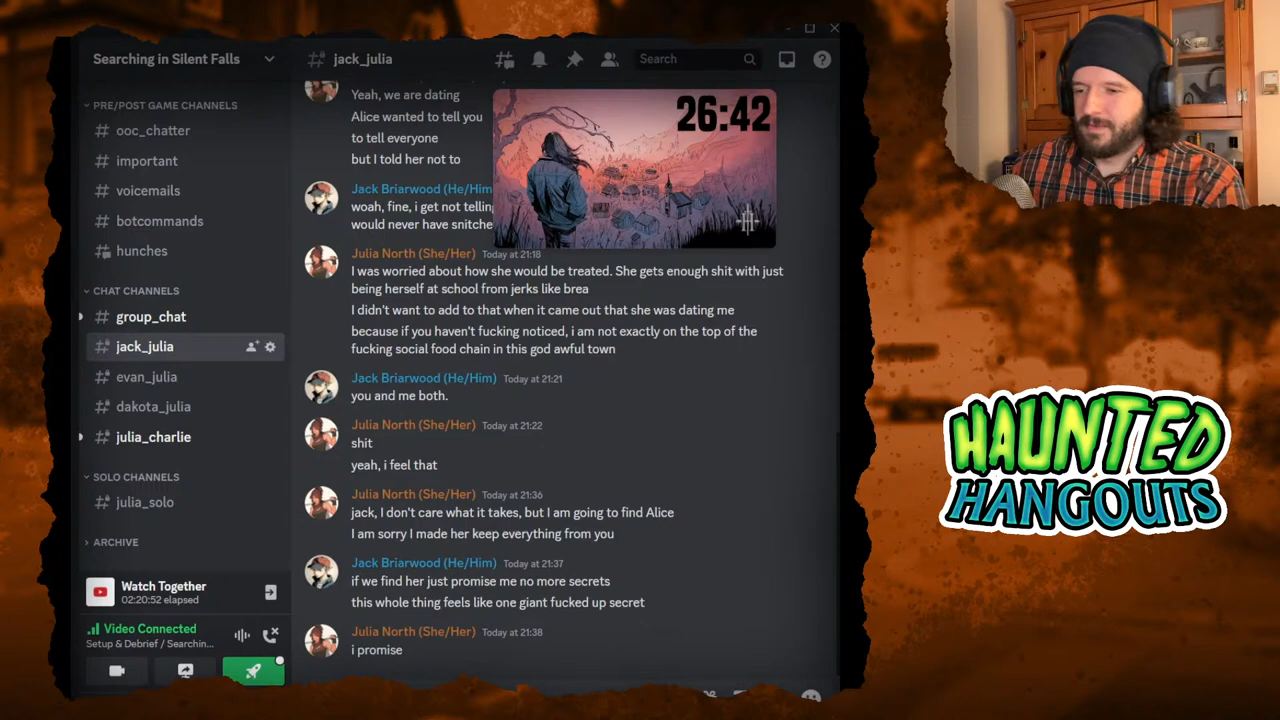 Searching in Silent Falls
PRE/POST GAME CHANNELS
ooc_chatter
important
voicemails
botcommands
hunches
CHAT CHANNELS
group_chat
jack_julia
evan_julia
dakota_julia
julia_charlie
SOLO CHANNELS
julia_solo
ARCHIVE
Watch Together
02:20:52 elapsed
Video Connected
Setup & Debrief / Searchin...
jack_julia
Search
26:42
Yeah, we are dating
Alice wanted to tell you
to tell everyone
but I told her not to
Jack Briarwood (He/Him
woah, fine, i get not tellin
would never have snitche
Julia North (She/Her) Today at 21:18
I was worried about how she would be treated. She gets enough shit with just
being herself at school from jerks like brea
I didn't want to add to that when it came out that she was dating me
because if you haven't fucking noticed, i am not exactly on the top of the
fucking social food chain in this god awful town
Jack Briarwood (He/Him) Today at 21:21
you and me both.
Julia North (She/Her) Today at 21:22
shit
yeah, i feel that
Julia North (She/Her) Today at 21:36
jack, I don't care what it takes, but I am going to find Alice
I am sorry I made her keep everything from you
Jack Briarwood (He/Him) Today at 21:37
if we find her just promise me no more secrets
this whole thing feels like one giant fucked up secret
Julia North (She/Her) Today at 21:38
i promise
HAUNTED
HANGOUTS